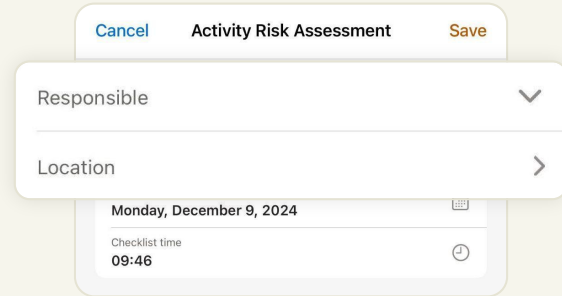 Cancel Activity Risk Assessment Save
Responsible
Location
Monday, December 9, 2024
Checklist time
09:46